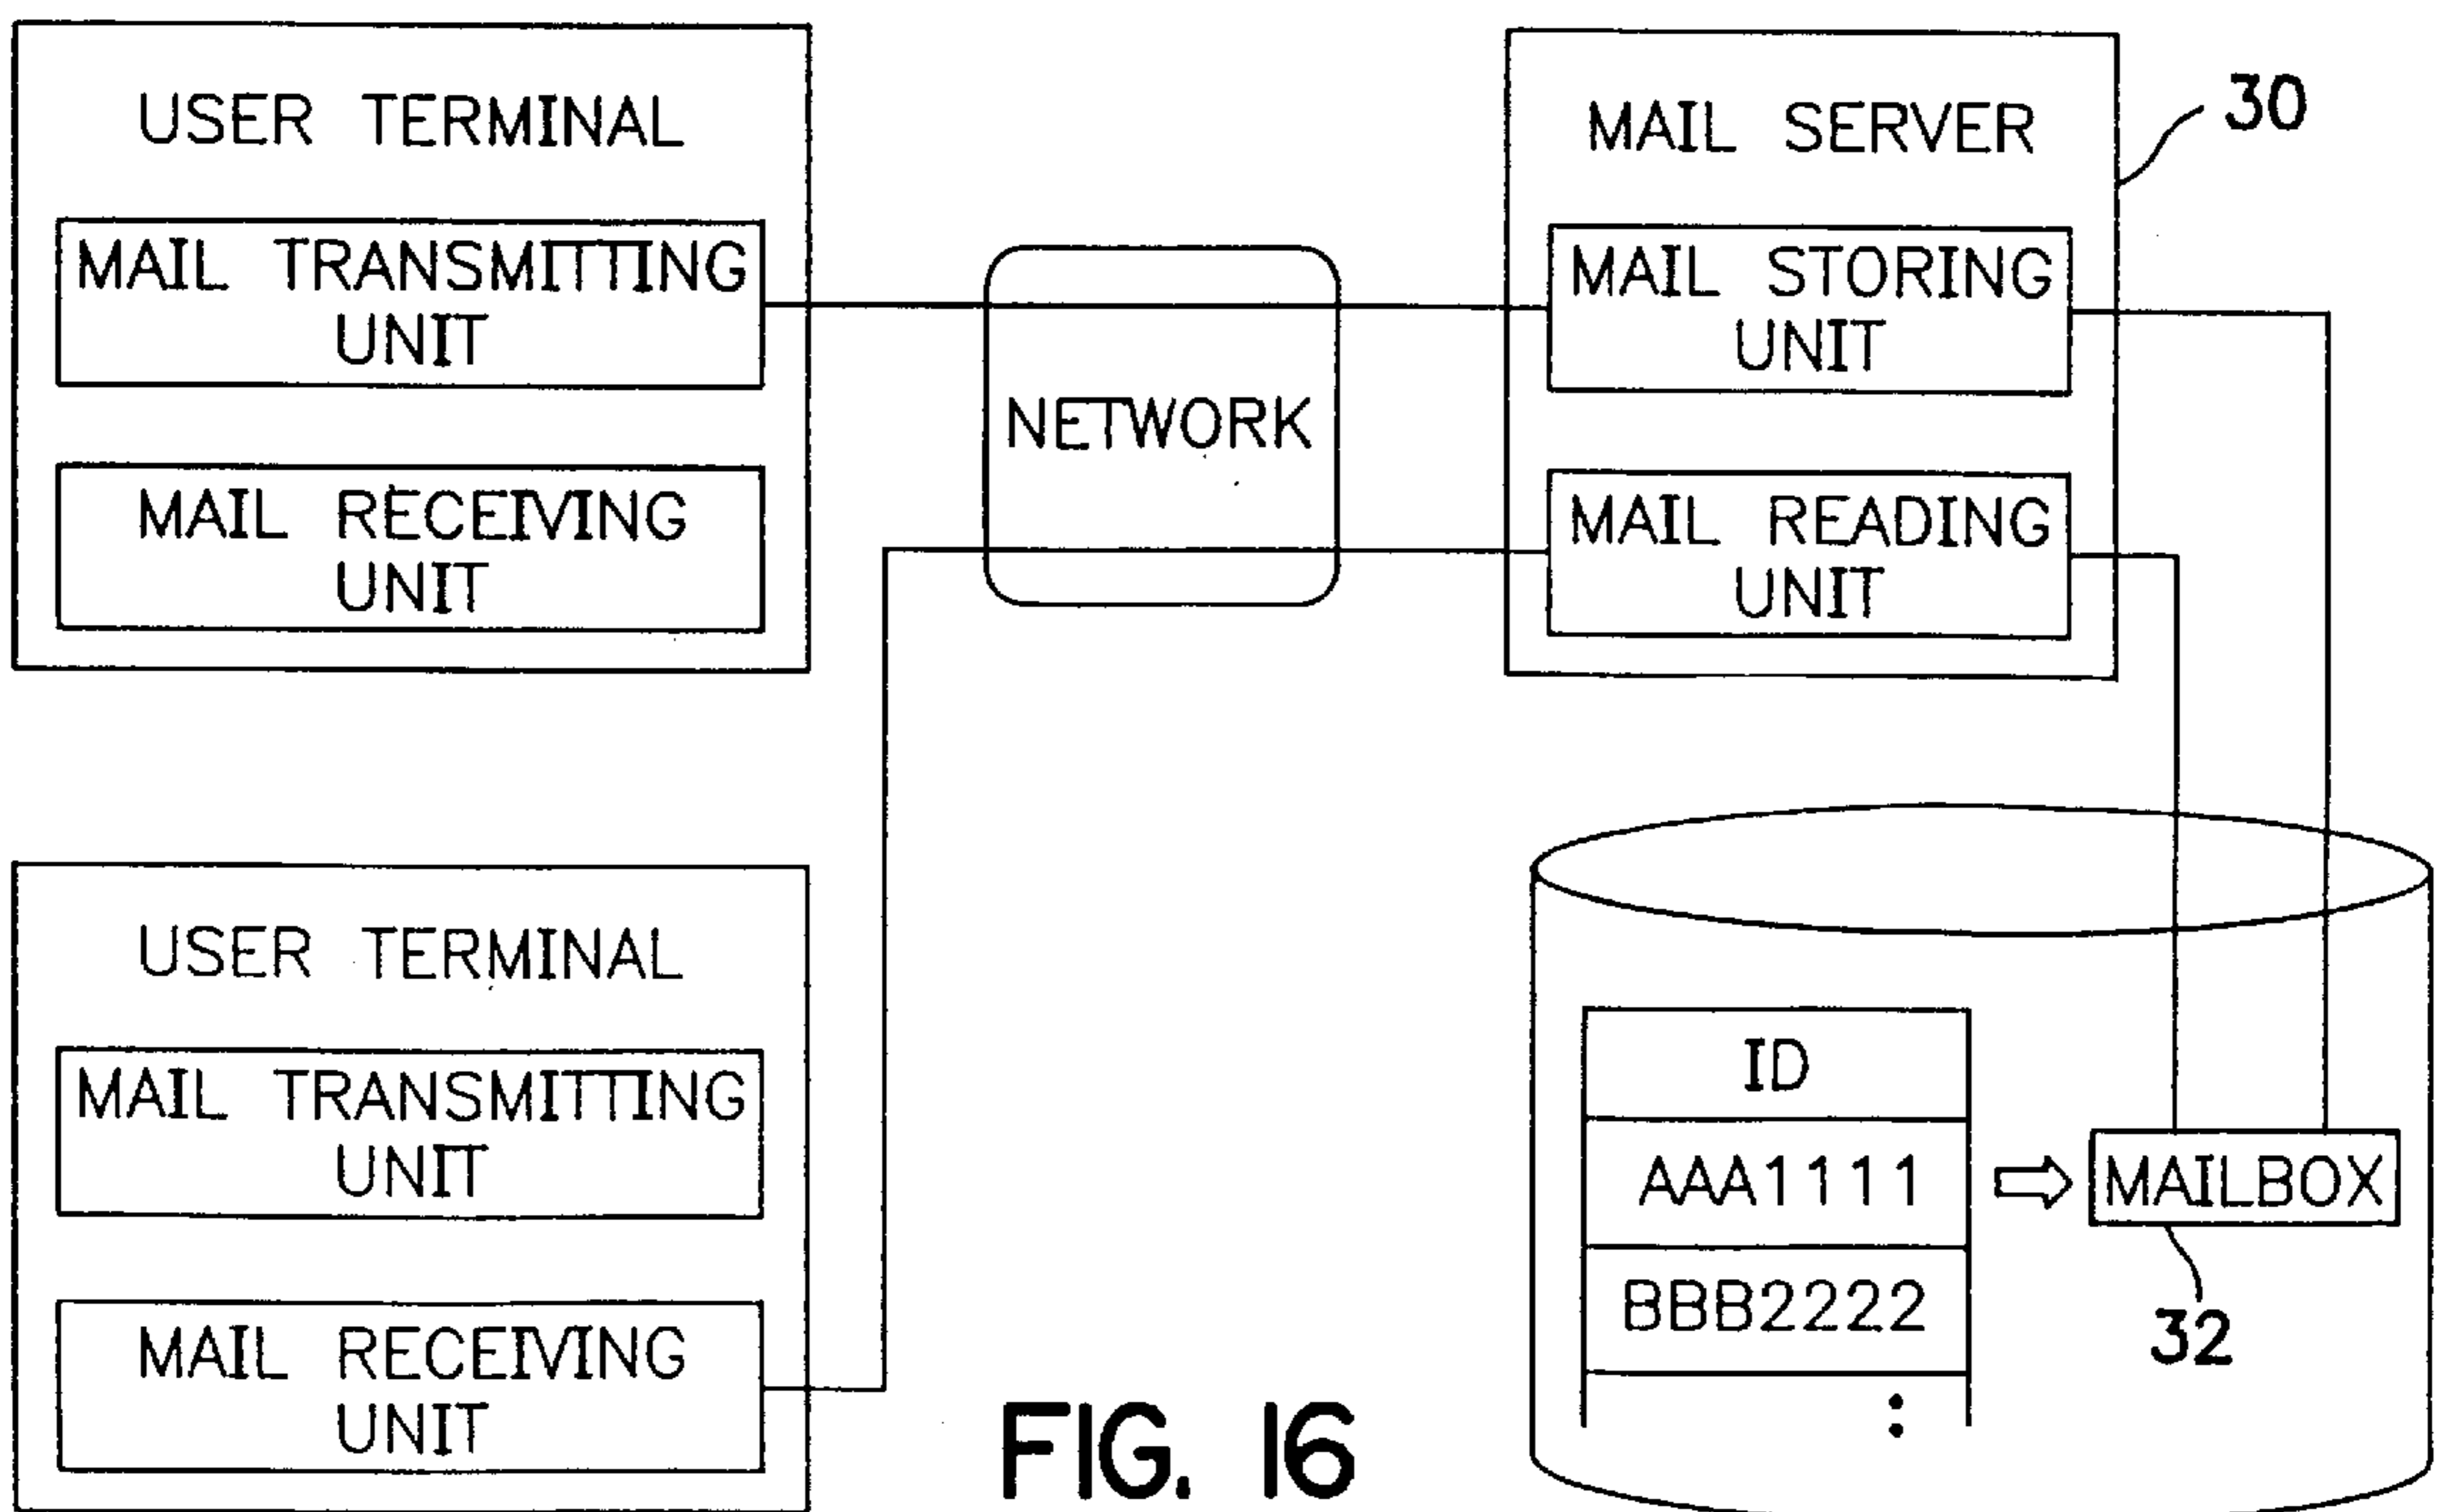 USER TERMINAL
MAIL TRANSMITTING
UNIT
MAIL RECEIVING
UNIT
NETWORK
MAIL SERVER
30
MAIL STORING
UNIT
MAIL READING
UNIT
USER TERMINAL
MAIL TRANSMITTING
UNIT
MAIL RECEIVING
UNIT
ID
AAA1111
BBB2222
:
MAILBOX
32
FIG. 16